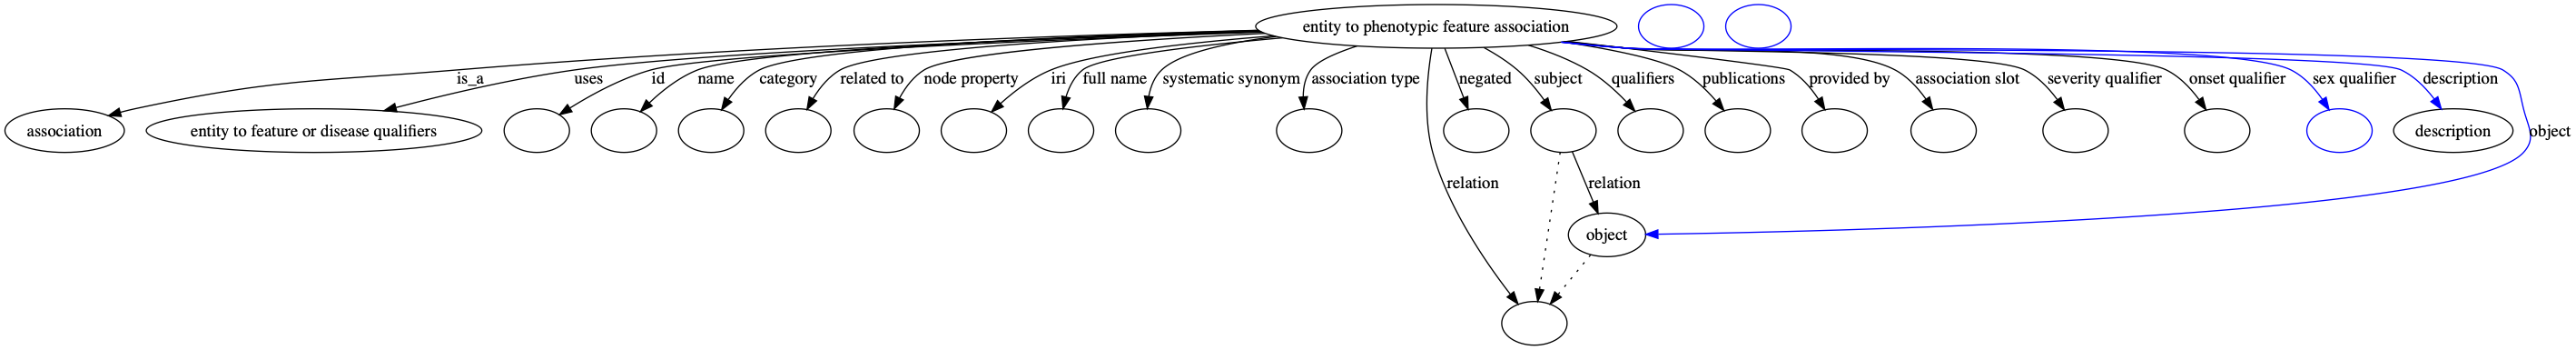 entity to phenotypic feature association
is_a
uses
id
name
category
related to
node property
iri
full name
systematic synonym
association type
negated
subject
qualifiers
publications
provided by
association slot
severity qualifier
onset qualifier
sex qualifier
description
association
entity to feature or disease qualifiers
description
object
relation
relation
object